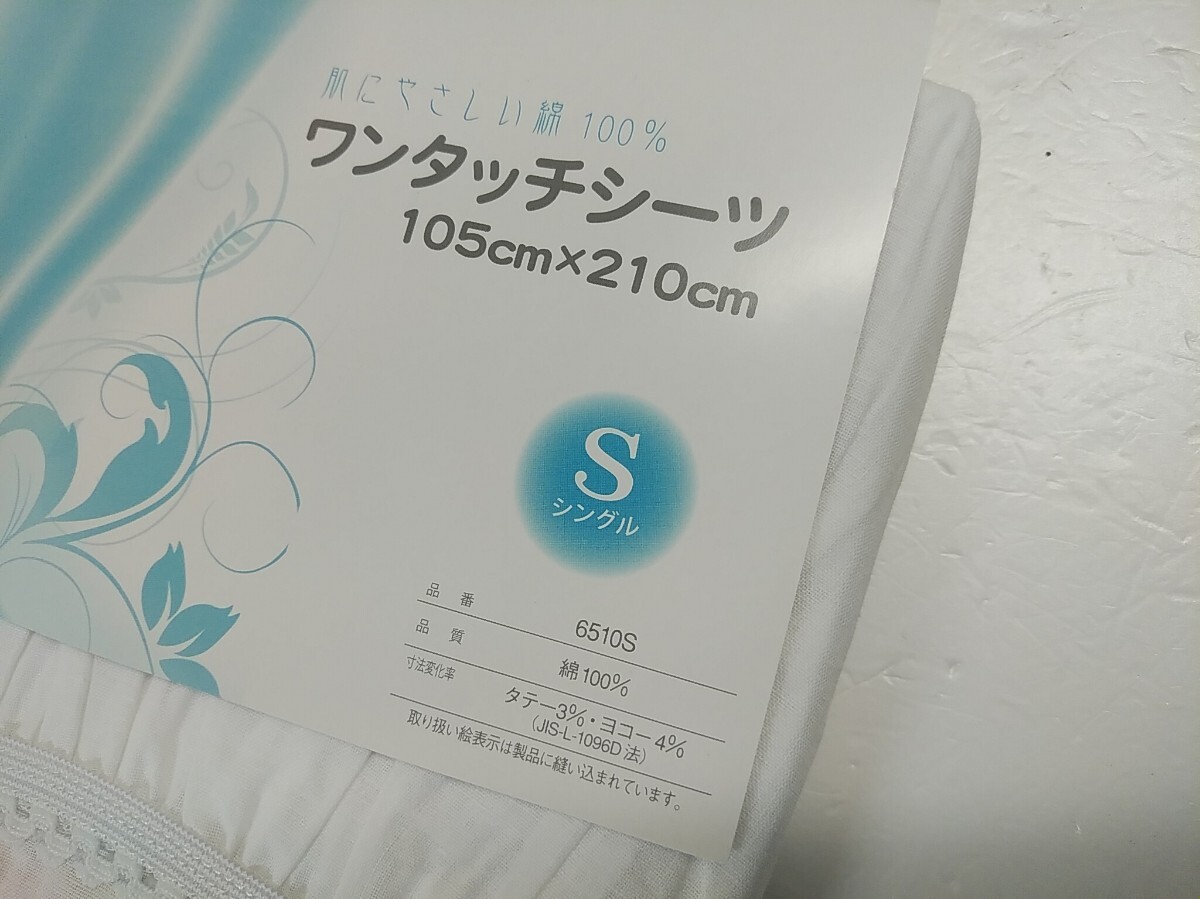 肌にやさしい綿100%
ワンタッチシーツ
105cm×210cm
S
シングル
品番 6510S
品質 綿100%
寸法変化率 タテー3%・ヨコー4%
(JIS-L-1096D法)
取り扱い絵表示は製品に縫い込まれています。